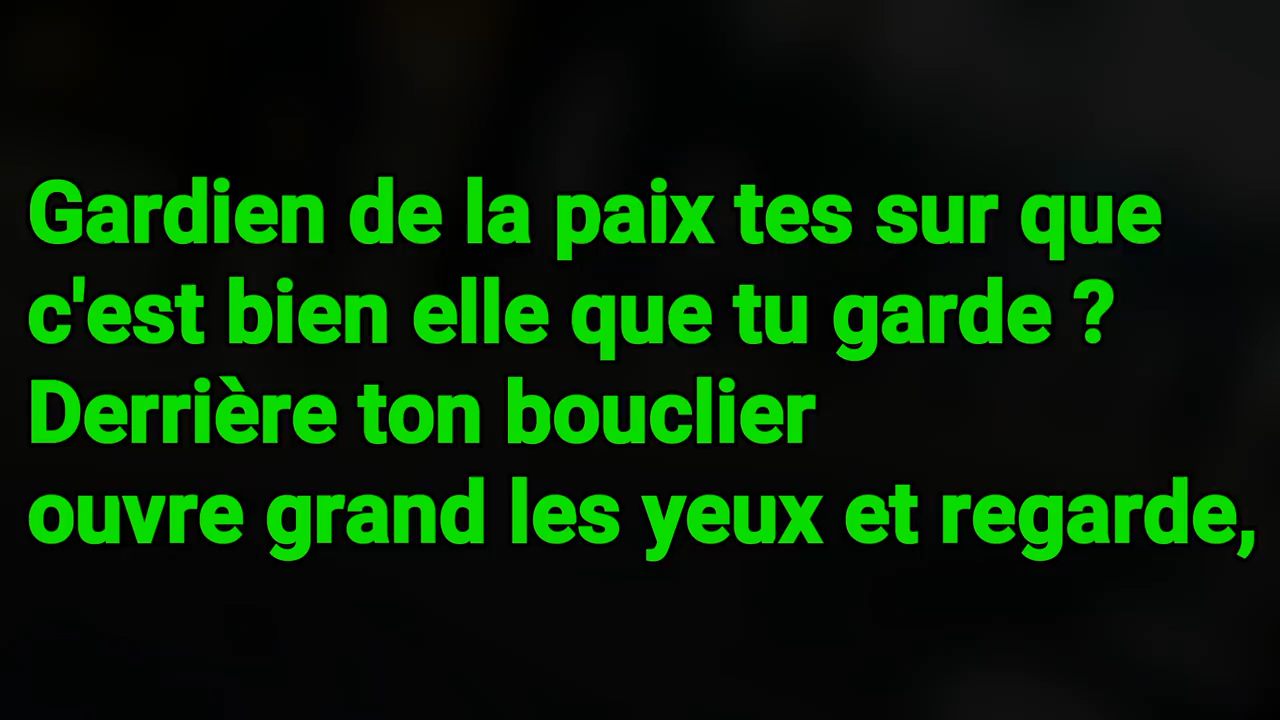 Gardien de la paix tes sur que
c'est bien elle que tu garde ?
Derrière ton bouclier
ouvre grand les yeux et regarde,